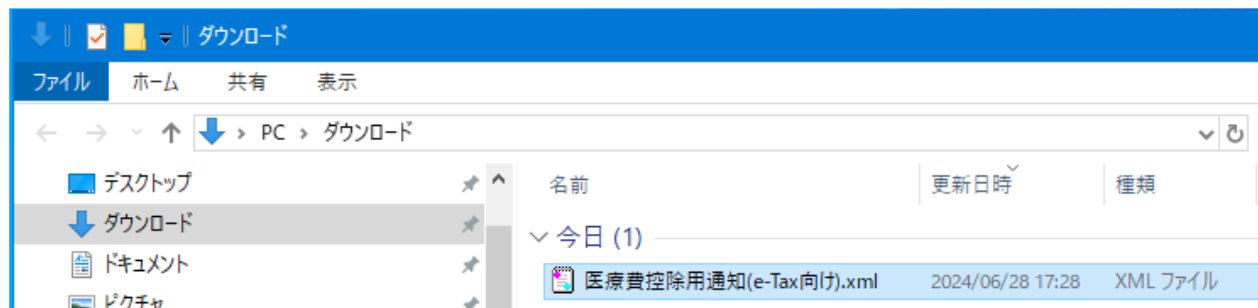 ダウンロード
ファイル ホーム 共有 表示
PC > ダウンロード
デスクトップ
ダウンロード
ドキュメント
ピクチャ
名前 更新日時 種類
今日 (1)
医療費控除用通知(e-Tax向け).xml 2024/06/28 17:28 XML ファイル